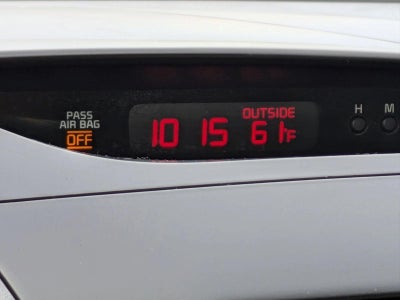 PASS
AIR BAG
OFF
OUTSIDE
10 15 61°F
H M